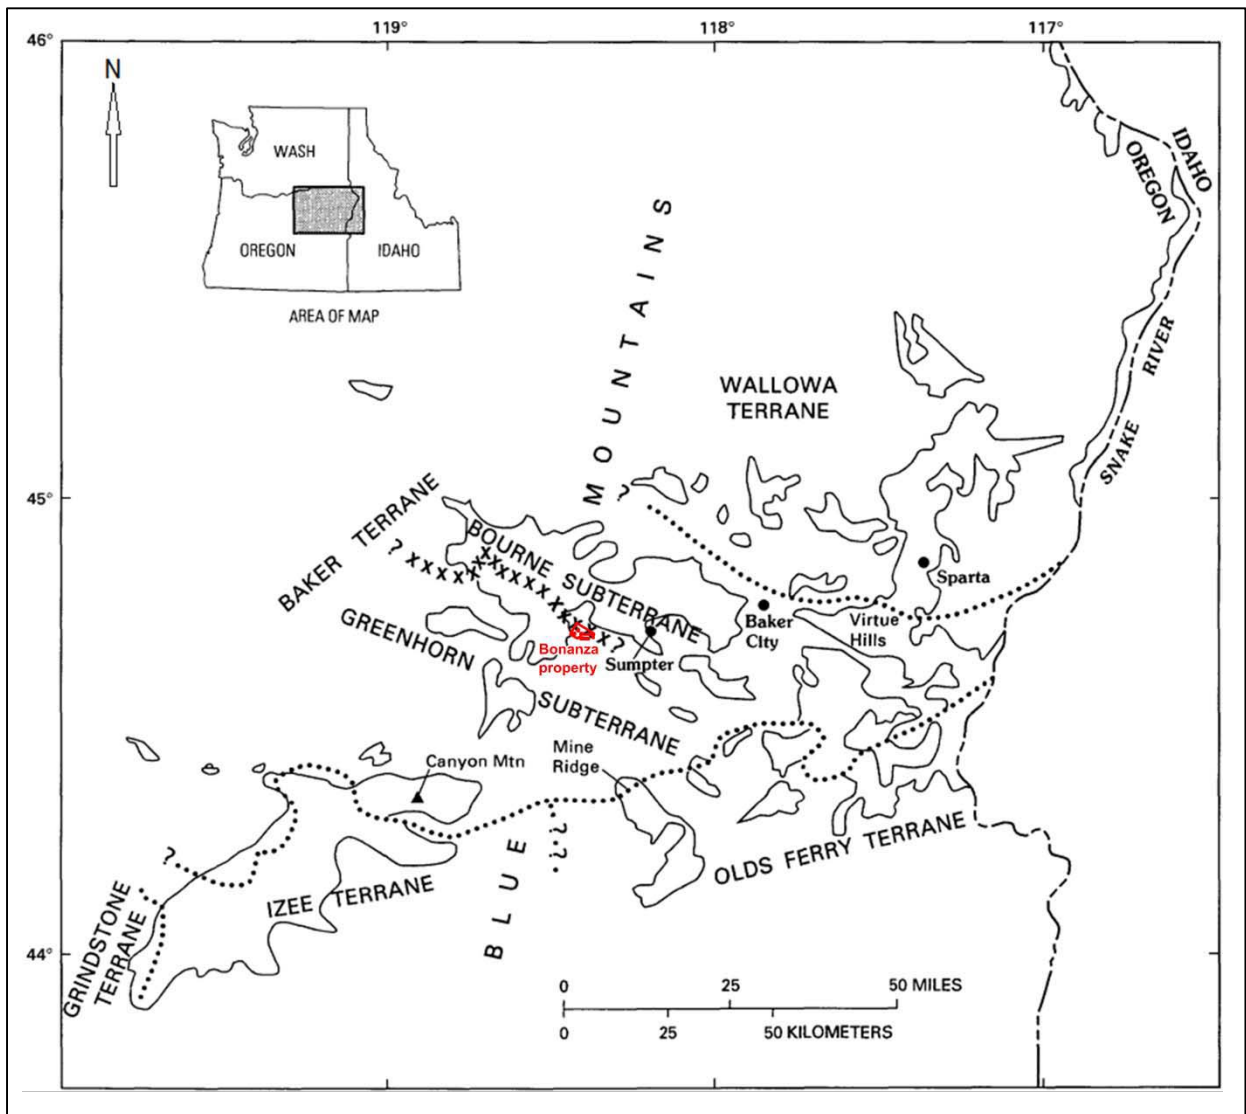 119°
118°
117°
46°
N
WASH
OREGON
IDAHO
AREA OF MAP
IDAHO
OREGON
SNAKE RIVER
BLUE MOUNTAINS
WALLOWA
TERRANE
45°
BAKER TERRANE
?
?
BOURNE SUBTERRANE
xxxxxxxxxxxxxxxxxxx?
Sparta
Baker
CIty
Virtue
Hills
GREENHORN SUBTERRANE
Bonanza
property
Sumpter
Mine
Ridge
Canyon Mtn
?
?
?
OLDS FERRY TERRANE
IZEE TERRANE
GRINDSTONE
TERRANE
44°
0 25 50 MILES
0 25 50 KILOMETERS